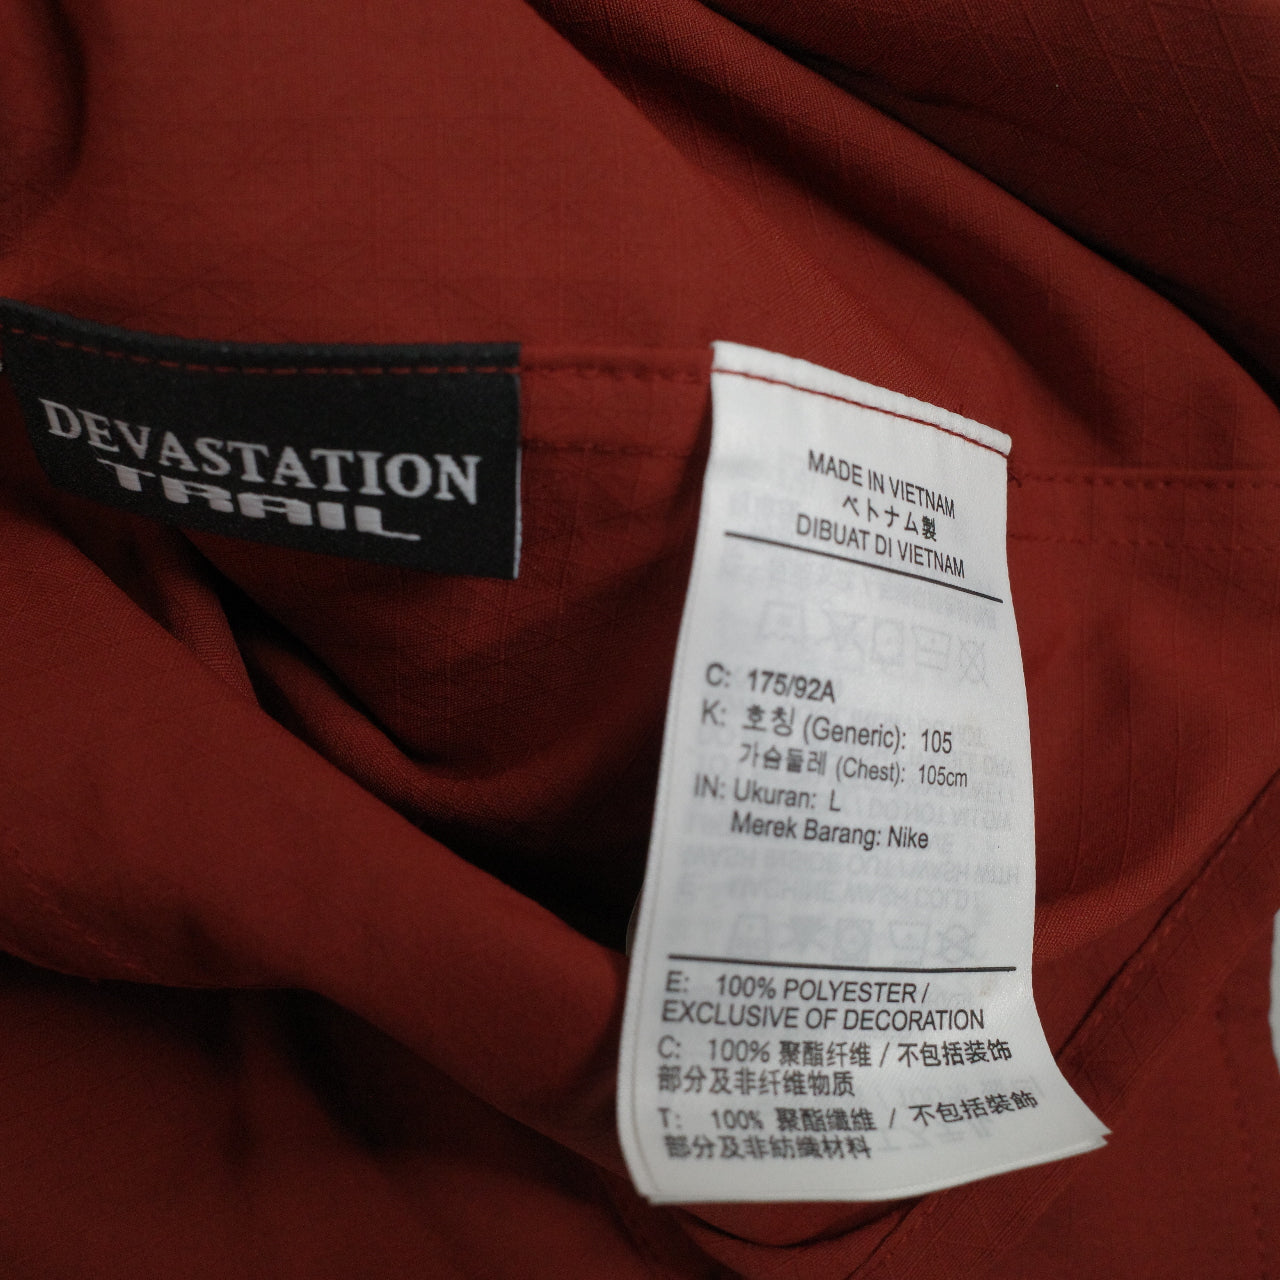 DEVASTATION
TRAIL
MADE IN VIETNAM
ベトナム製
DIBUAT DI VIETNAM
C: 175/92A
K: 호칭 (Generic): 105
가슴둘레 (Chest): 105cm
IN: Ukuran: L
Merek Barang: Nike
E: 100% POLYESTER /
EXCLUSIVE OF DECORATION
C: 100% 聚酯纤维 / 不包括装饰
部分及非纤维物质
T: 100% 聚酯纖維 / 不包括裝飾
部分及非紡織材料